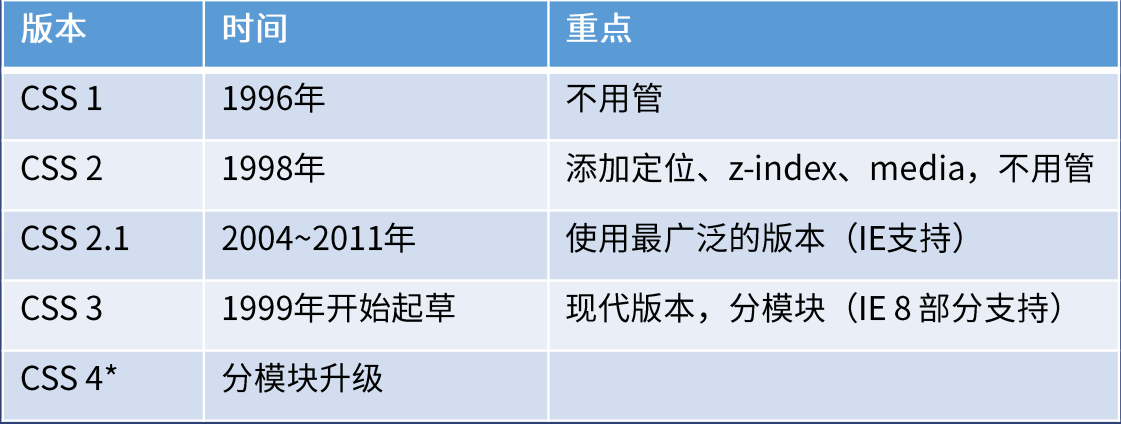 版本 时间 重点
CSS 1 1996年 不用管
CSS 2 1998年 添加定位、z-index、media，不用管
CSS 2.1 2004~2011年 使用最广泛的版本（IE支持）
CSS 3 1999年开始起草 现代版本，分模块（IE 8 部分支持）
CSS 4* 分模块升级